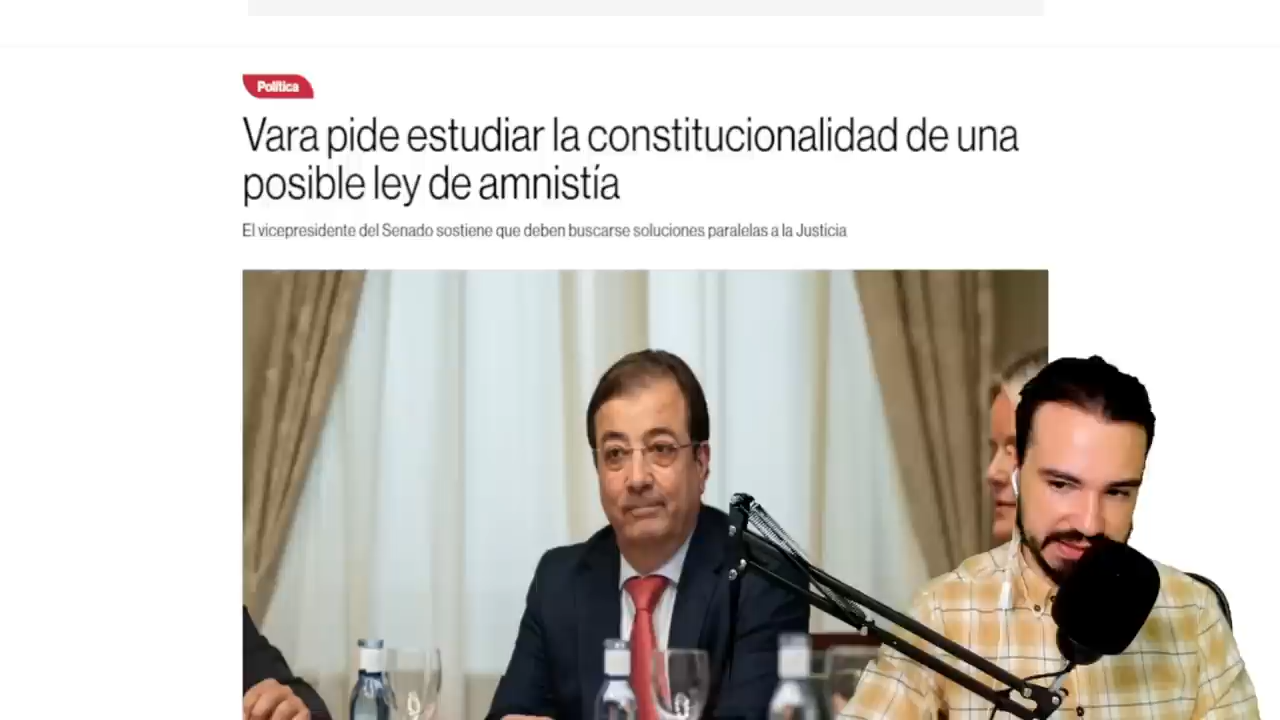 Política
Vara pide estudiar la constitucionalidad de una
posible ley de amnistía
El vicepresidente del Senado sostiene que deben buscarse soluciones paralelas a la Justicia